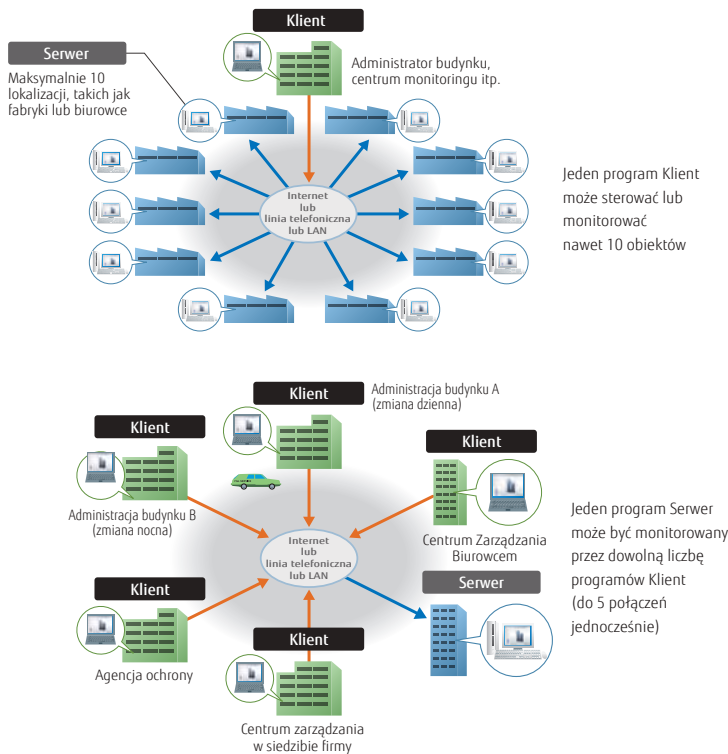 Klient
Serwer
Maksymalnie 10
lokalizacji, takich jak
fabryki lub biurowce
Administrator budynku,
centrum monitoringu itp.
Internet
lub
linia telefoniczna
lub LAN
Jeden program Klient
może sterować lub
monitorować
nawet 10 obiektów
Klient
Administracja budynku A
(zmiana dzienna)
Klient
Administracja budynku B
(zmiana nocna)
Klient
Centrum Zarządzania
Biurowcem
Internet
lub
linia telefoniczna
lub LAN
Jeden program Serwer
może być monitorowany
przez dowolną liczbę
programów Klient
(do 5 połączeń
jednocześnie)
Klient
Agencja ochrony
Serwer
Klient
Centrum zarządzania
w siedzibie firmy